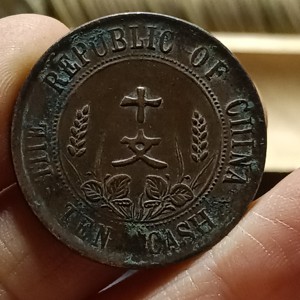 THE REPUBLIC OF CHINA
十
文
TEN CASH